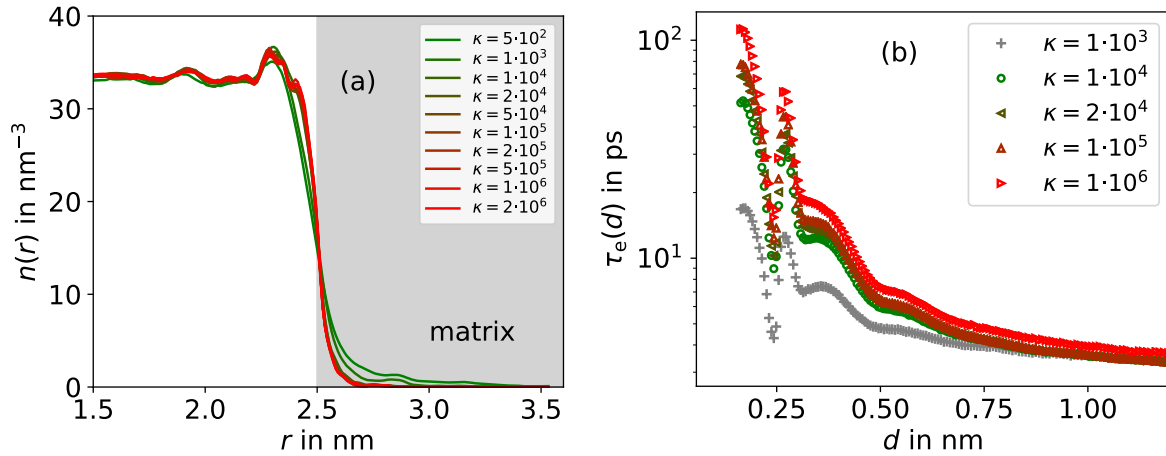 40
30
20
10
0
n(r) in nm⁻³
1.5 2.0 2.5 3.0 3.5
r in nm
(a)
matrix
κ = 5·10²
κ = 1·10³
κ = 1·10⁴
κ = 2·10⁴
κ = 5·10⁴
κ = 1·10⁵
κ = 2·10⁵
κ = 5·10⁵
κ = 1·10⁶
κ = 2·10⁶
10²
10¹
τₑ(d) in ps
0.25 0.50 0.75 1.00
d in nm
(b)
κ = 1·10³
κ = 1·10⁴
κ = 2·10⁴
κ = 1·10⁵
κ = 1·10⁶